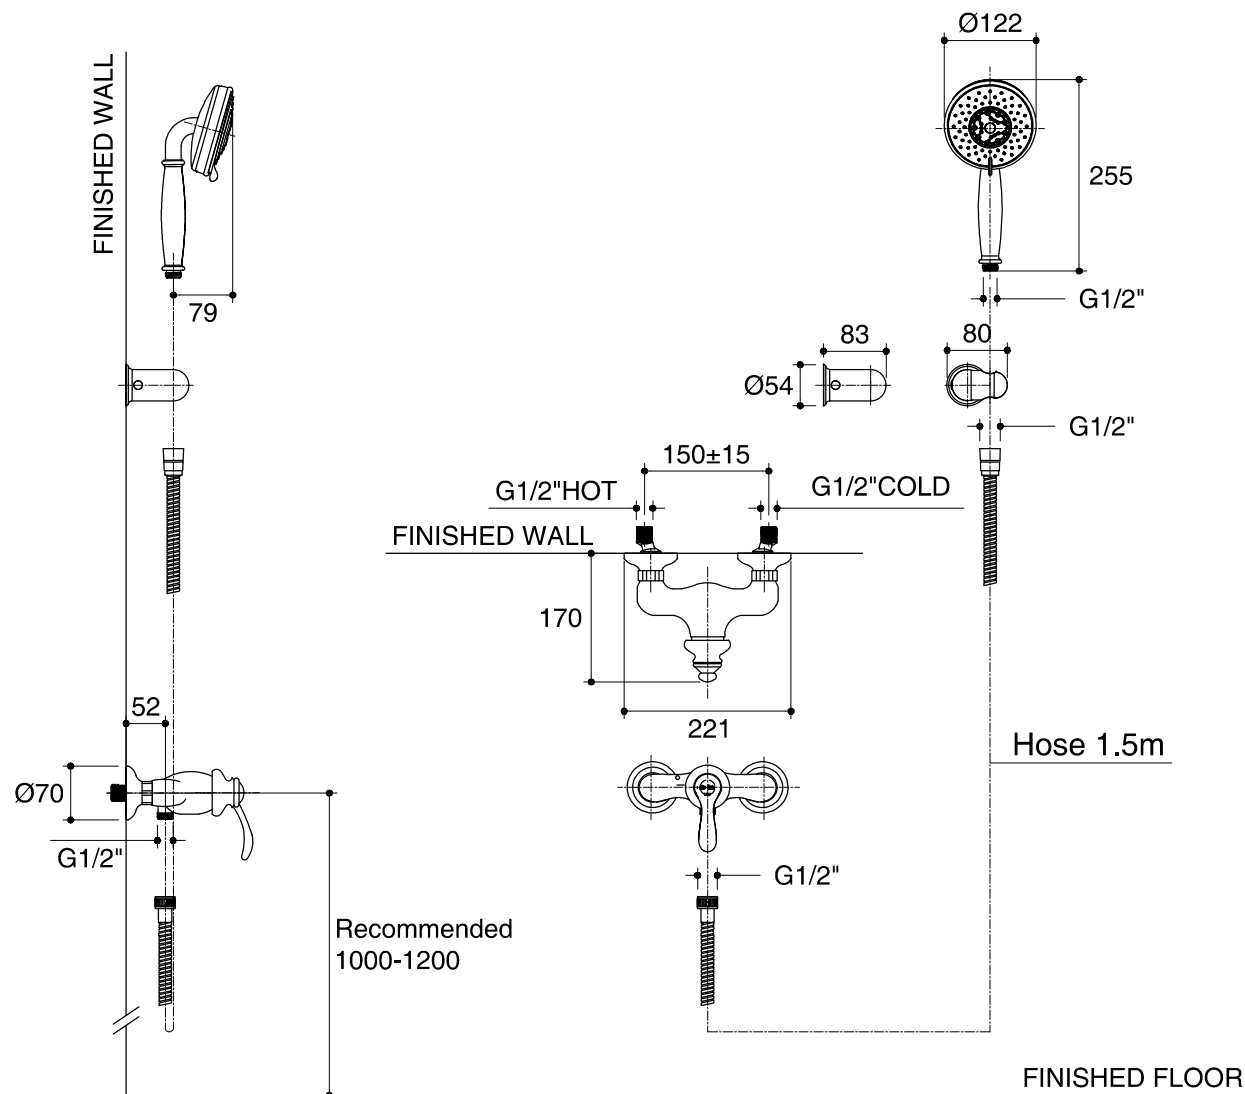 Ø122
FINISHED WALL
255
79
G1/2"
83
80
Ø54
G1/2"
150±15
G1/2"HOT
G1/2"COLD
FINISHED WALL
170
52
221
Hose 1.5m
Ø70
G1/2"
G1/2"
Recommended
1000-1200
FINISHED FLOOR